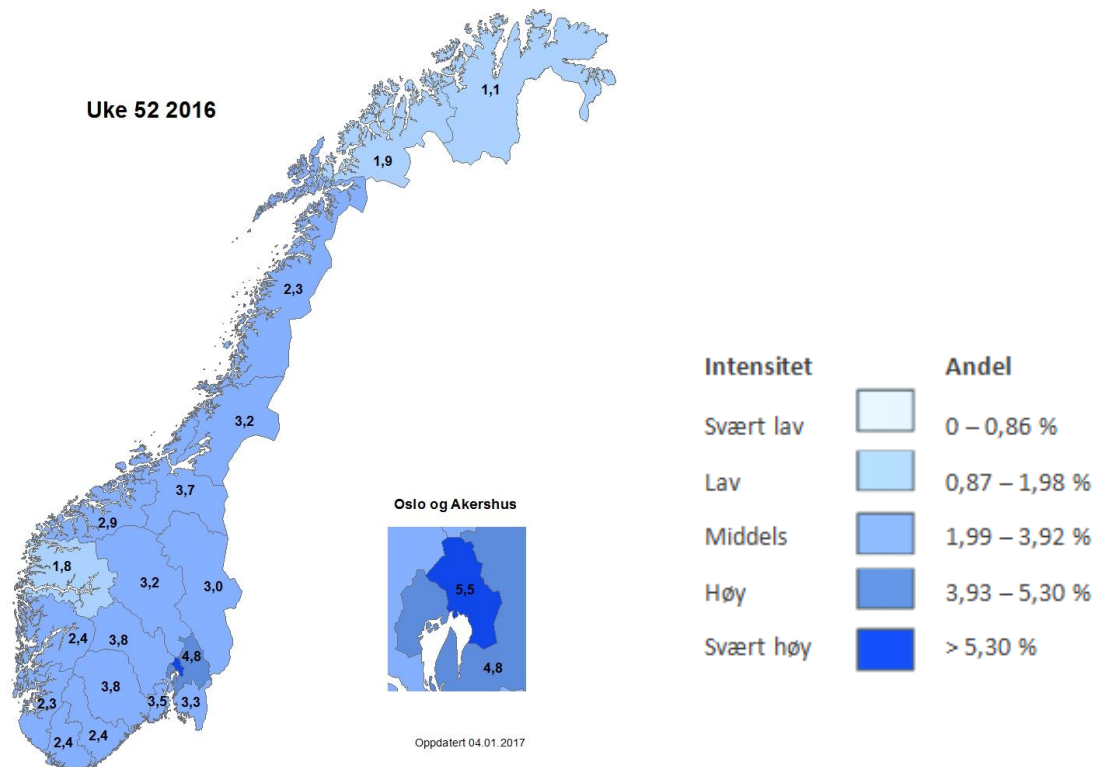 Uke 52 2016
1,1
1,9
2,3
3,2
3,7
2,9
1,8
3,2
3,0
2,4
3,8
4,8
3,8
2,3
3,5
3,3
2,4
2,4
Oslo og Akershus
5,5
4,8
Oppdatert 04.01.2017
Intensitet Andel
Svært lav 0 – 0,86 %
Lav 0,87 – 1,98 %
Middels 1,99 – 3,92 %
Høy 3,93 – 5,30 %
Svært høy > 5,30 %